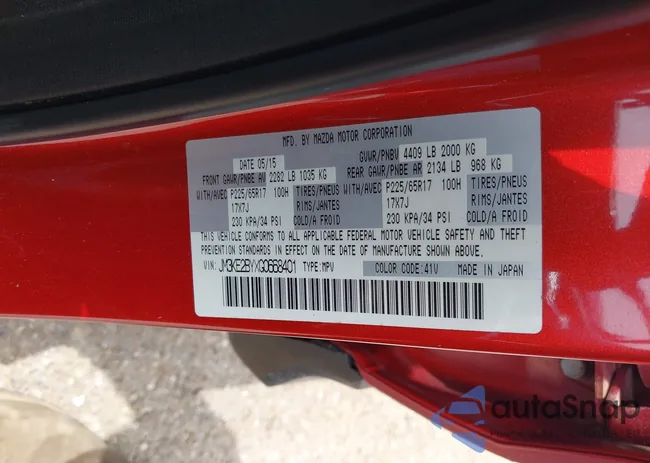 MFD. BY MAZDA MOTOR CORPORATION
DATE 05/15 GVWR/PNBV 4409 LB 2000 KG
FRONT GAWR/PNBE AV 2282 LB 1035 KG REAR GAWR/PNBE AR 2134 LB 968 KG
WITH/AVEC P225/65R17 100H TIRES/PNEUS WITH/AVEC P225/65R17 100H TIRES/PNEUS
17X7J RIMS/JANTES 17X7J RIMS/JANTES
230 KPA/34 PSI COLD/A FROID 230 KPA/34 PSI COLD/A FROID
THIS VEHICLE CONFORMS TO ALL APPLICABLE FEDERAL MOTOR VEHICLE SAFETY AND THEFT
PREVENTION STANDARDS IN EFFECT ON THE DATE OF MANUFACTURE SHOWN ABOVE.
VIN: JM3KE2BYXG0668401 TYPE:MPV COLOR CODE:41V MADE IN JAPAN
autoSnap